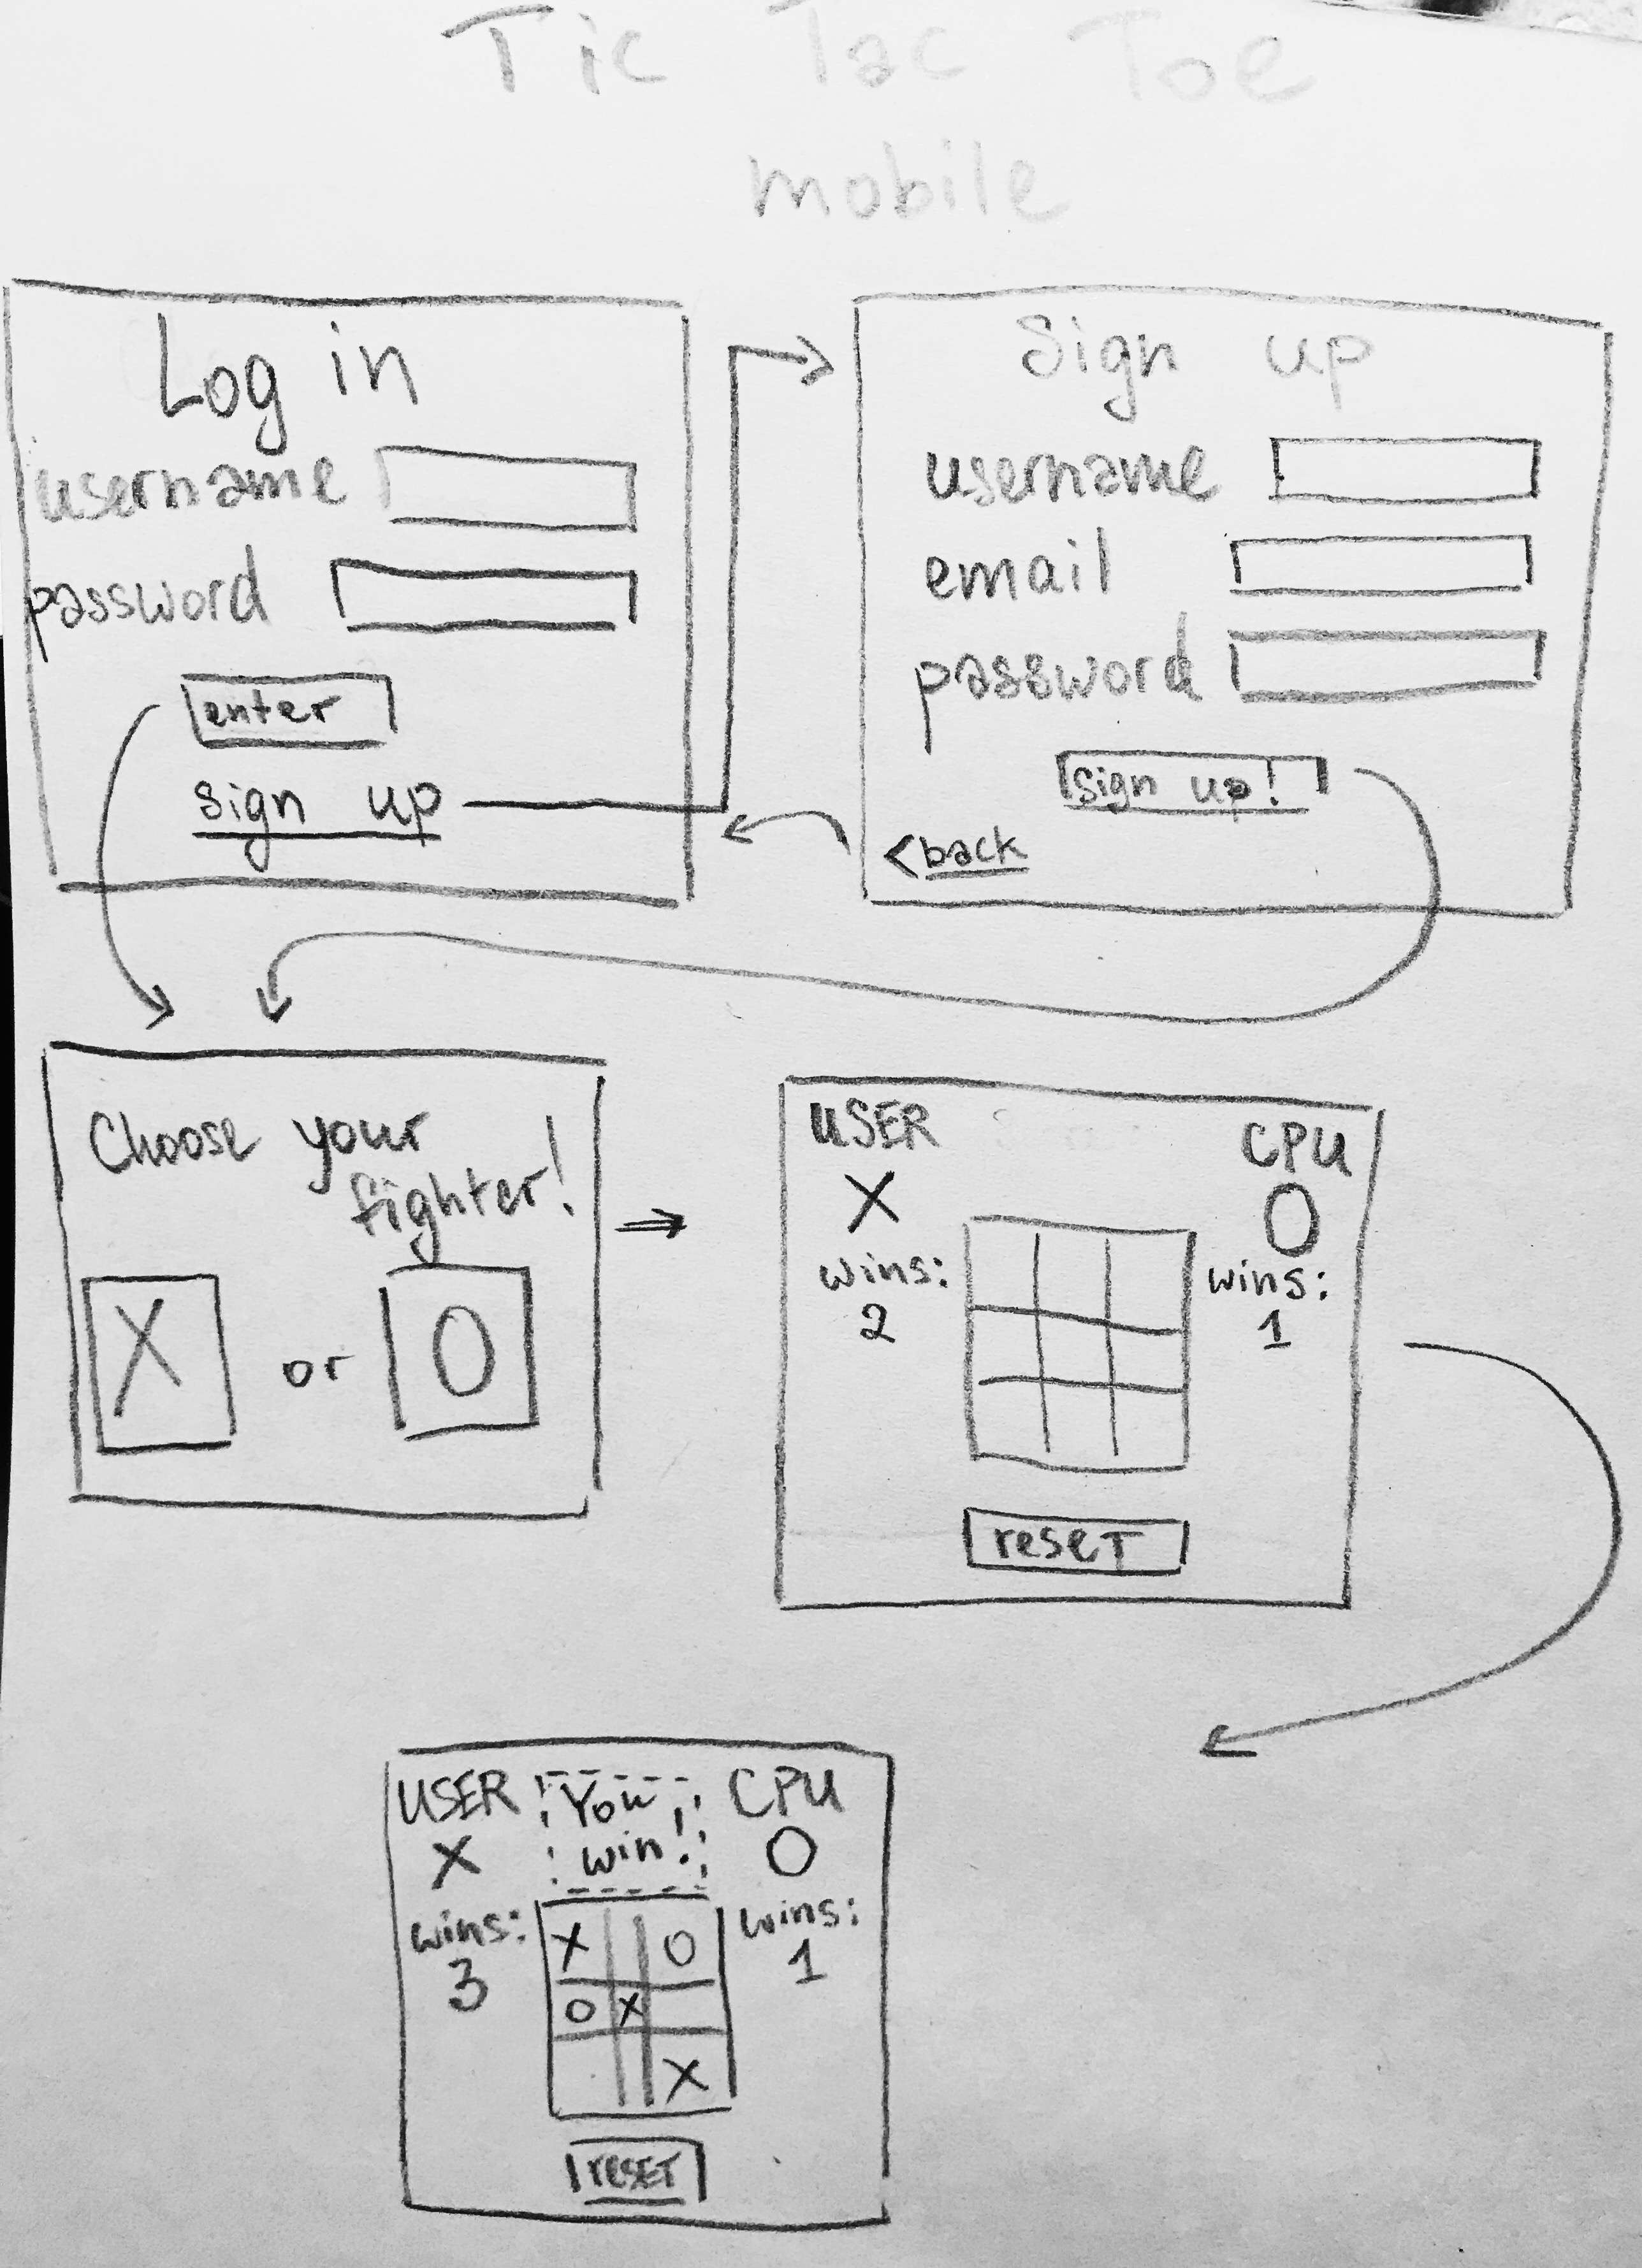 Tic Tac Toe
mobile
Log in
username
password
enter
sign up
Sign up
username
email
password
sign up!
<back
Choose your
fighter!
X or O
USER CPU
X O
wins: wins:
2 1
reset
USER You CPU
X win! O
wins: wins:
3 1
X O
O X
X
reset